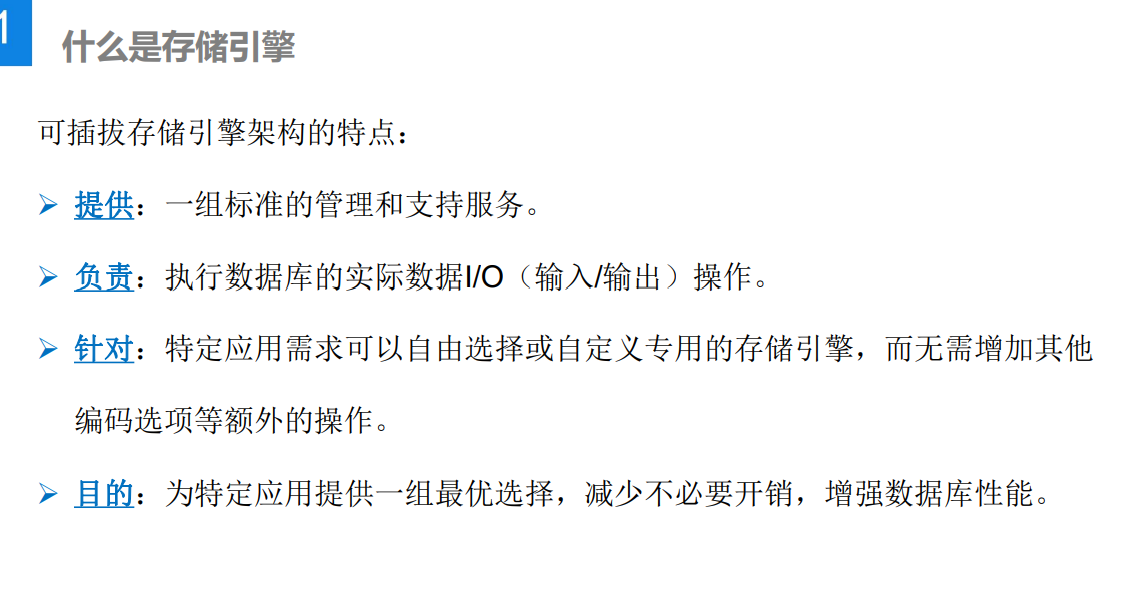 1
什么是存储引擎
可插拔存储引擎架构的特点：
➢ 提供：一组标准的管理和支持服务。
➢ 负责：执行数据库的实际数据I/O（输入/输出）操作。
➢ 针对：特定应用需求可以自由选择或自定义专用的存储引擎，而无需增加其他
编码选项等额外的操作。
➢ 目的：为特定应用提供一组最优选择，减少不必要开销，增强数据库性能。